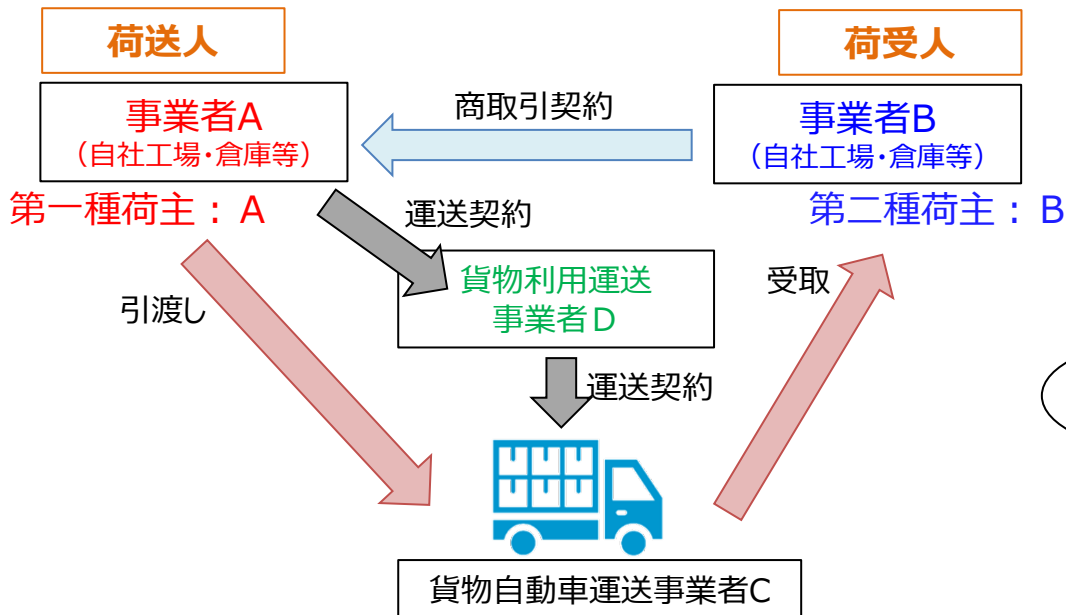 荷送人
荷受人
事業者A
（自社工場・倉庫等）
商取引契約
事業者B
（自社工場・倉庫等）
第一種荷主：A
第二種荷主：B
運送契約
貨物利用運送
事業者D
引渡し
受取
運送契約
貨物自動車運送事業者C